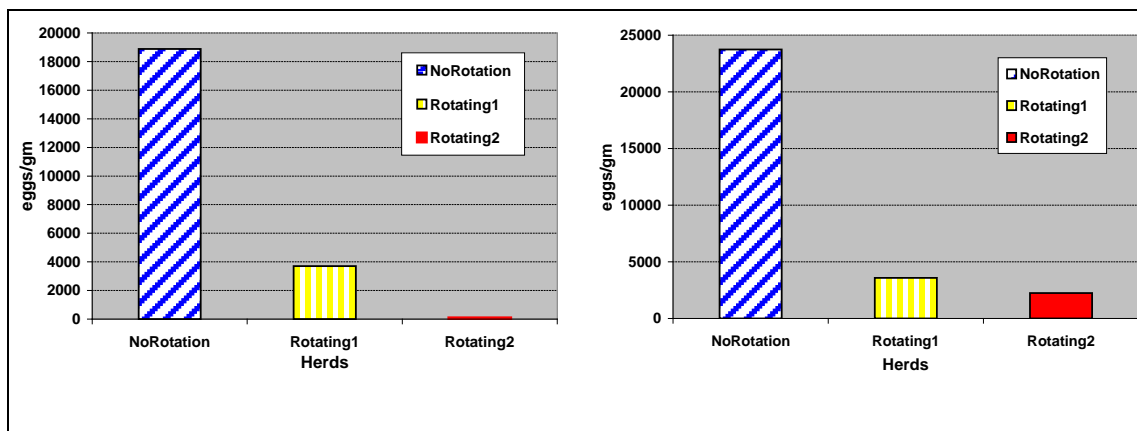 20000
18000
16000
14000
12000
10000
8000
6000
4000
2000
0
eggs/gm
NoRotation
Rotating1
Rotating2
NoRotation Rotating1 Rotating2
Herds
25000
20000
15000
10000
5000
0
eggs/gm
NoRotation
Rotating1
Rotating2
NoRotation Rotating1 Rotating2
Herds